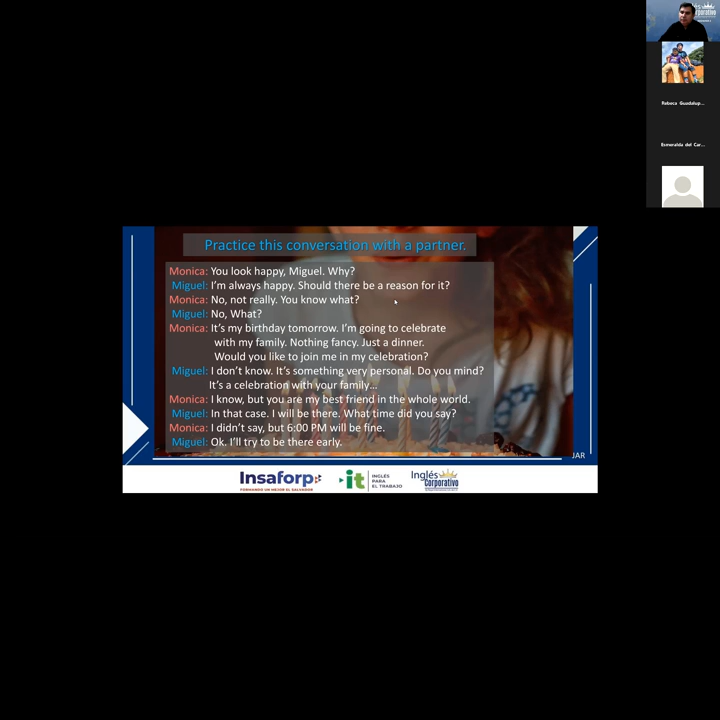 Inglés
Corporativo
Rebeca Guadalup...
Esmeralda del Car...
Practice this conversation with a partner.
Monica: You look happy, Miguel. Why?
Miguel: I'm always happy. Should there be a reason for it?
Monica: No, not really. You know what?
Miguel: No, What?
Monica: It's my birthday tomorrow. I'm going to celebrate
with my family. Nothing fancy. Just a dinner.
Would you like to join me in my celebration?
Miguel: I don't know. It's something very personal. Do you mind?
It's a celebration with your family...
Monica: I know, but you are my best friend in the whole world.
Miguel: In that case. I will be there. What time did you say?
Monica: I didn't say, but 6:00 PM will be fine.
Miguel: Ok. I'll try to be there early.
JAR
Insaforp
FORMANDO UN MEJOR EL SALVADOR
it
INGLES
PARA
EL TRABAJO
Inglés
Corporativo